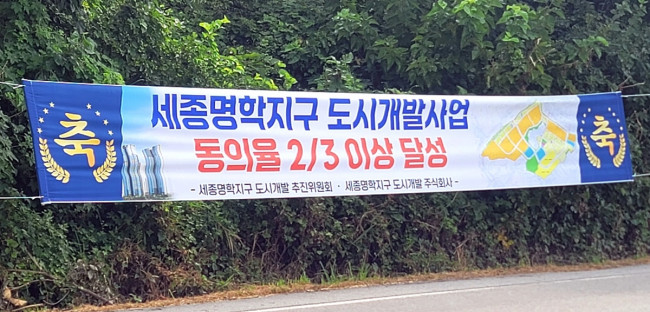 축
세종명학지구 도시개발사업
동의율 2/3 이상 달성
- 세종명학지구 도시개발 추진위원회 · 세종명학지구 도시개발 주식회사 -
축